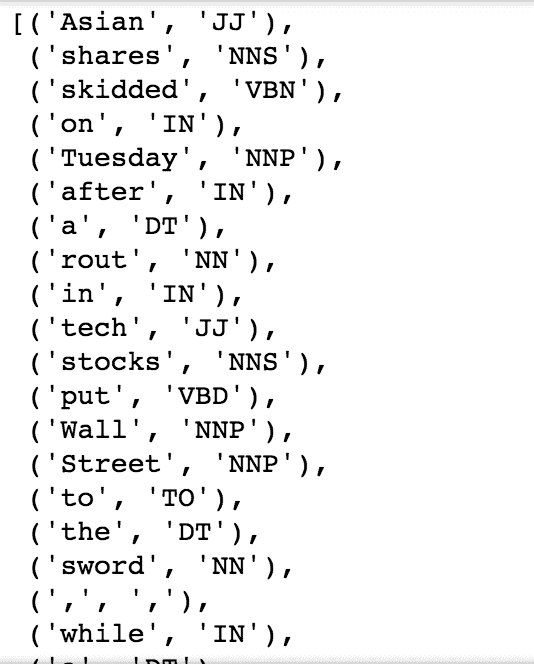 [('Asian', 'JJ'),
('shares', 'NNS'),
('skidded', 'VBN'),
('on', 'IN'),
('Tuesday', 'NNP'),
('after', 'IN'),
('a', 'DT'),
('rout', 'NN'),
('in', 'IN'),
('tech', 'JJ'),
('stocks', 'NNS'),
('put', 'VBD'),
('Wall', 'NNP'),
('Street', 'NNP'),
('to', 'TO'),
('the', 'DT'),
('sword', 'NN'),
(',', ','),
('while', 'IN'),